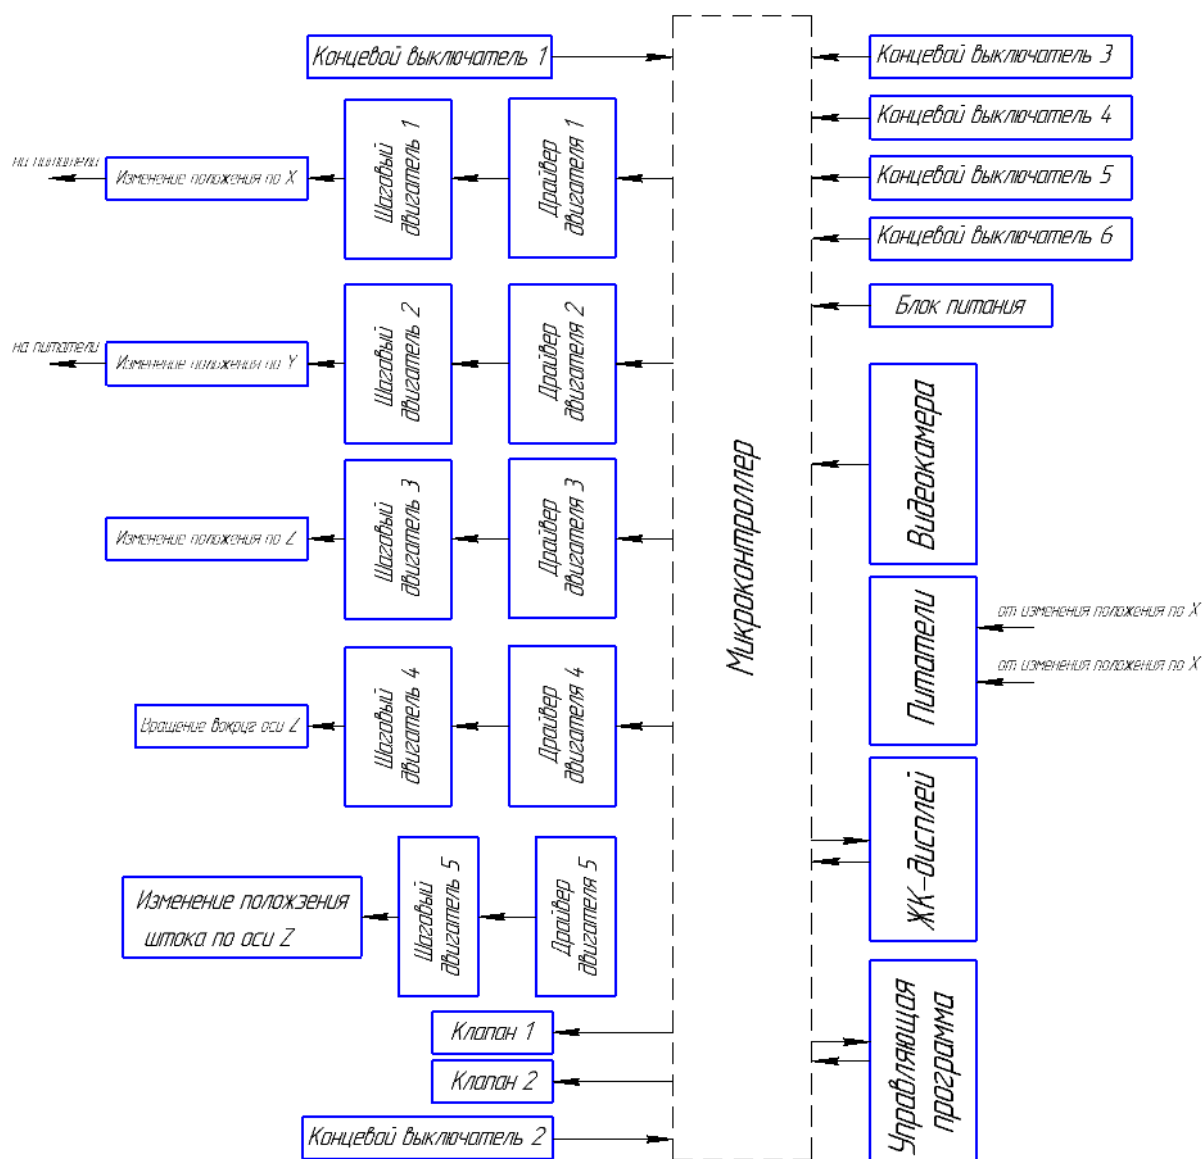 Концевой выключатель 1
Концевой выключатель 3
Концевой выключатель 4
Концевой выключатель 5
Концевой выключатель 6
Блок питания
на питатели
Изменение положения по X
Шаговый
двигатель 1
Драйвер
двигателя 1
на питатели
Изменение положения по Y
Шаговый
двигатель 2
Драйвер
двигателя 2
Изменение положения по Z
Шаговый
двигатель 3
Драйвер
двигателя 3
Вращение вокруг оси Z
Шаговый
двигатель 4
Драйвер
двигателя 4
Изменение положзения
штока по оси Z
Шаговый
двигатель 5
Драйвер
двигателя 5
Клапан 1
Клапан 2
Концевой выключатель 2
Микроконтроллер
Видеокамера
Питатели
от изменения положения по X
от изменения положения по X
ЖК-дисплей
Управляющая
программа